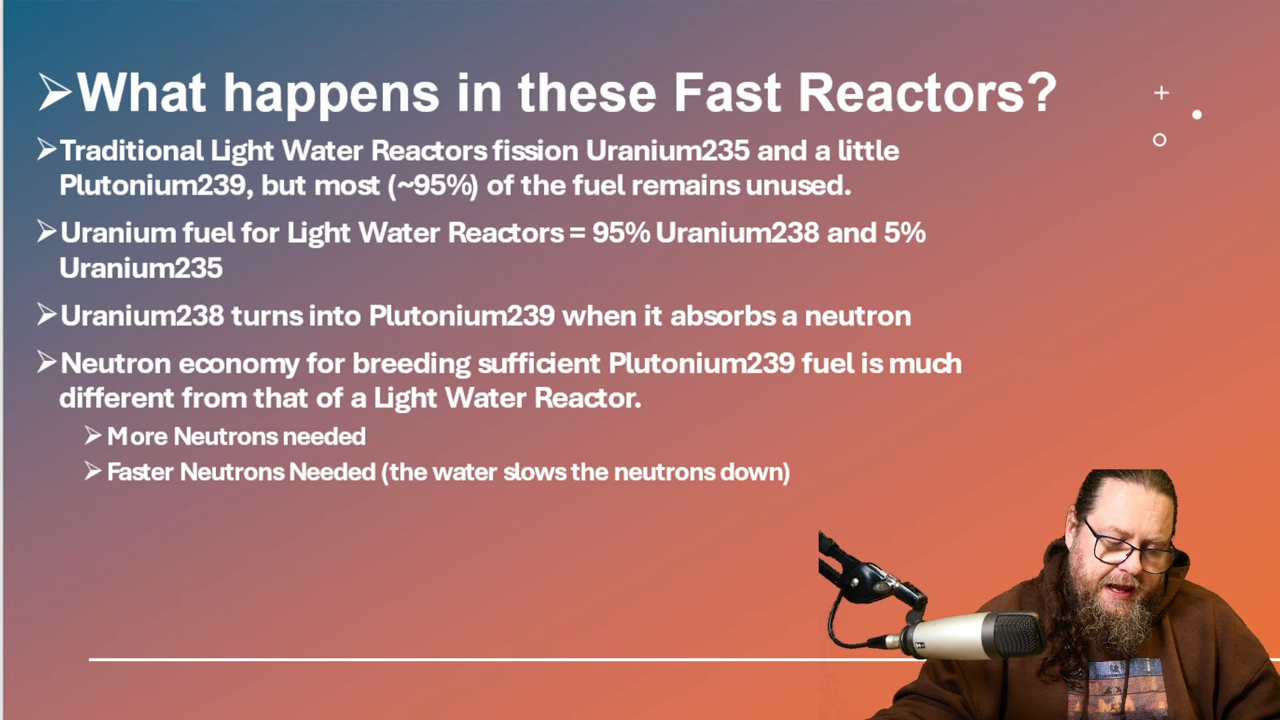 What happens in these Fast Reactors?
Traditional Light Water Reactors fission Uranium235 and a little
Plutonium239, but most (~95%) of the fuel remains unused.
Uranium fuel for Light Water Reactors = 95% Uranium238 and 5%
Uranium235
Uranium238 turns into Plutonium239 when it absorbs a neutron
Neutron economy for breeding sufficient Plutonium239 fuel is much
different from that of a Light Water Reactor.
More Neutrons needed
Faster Neutrons Needed (the water slows the neutrons down)